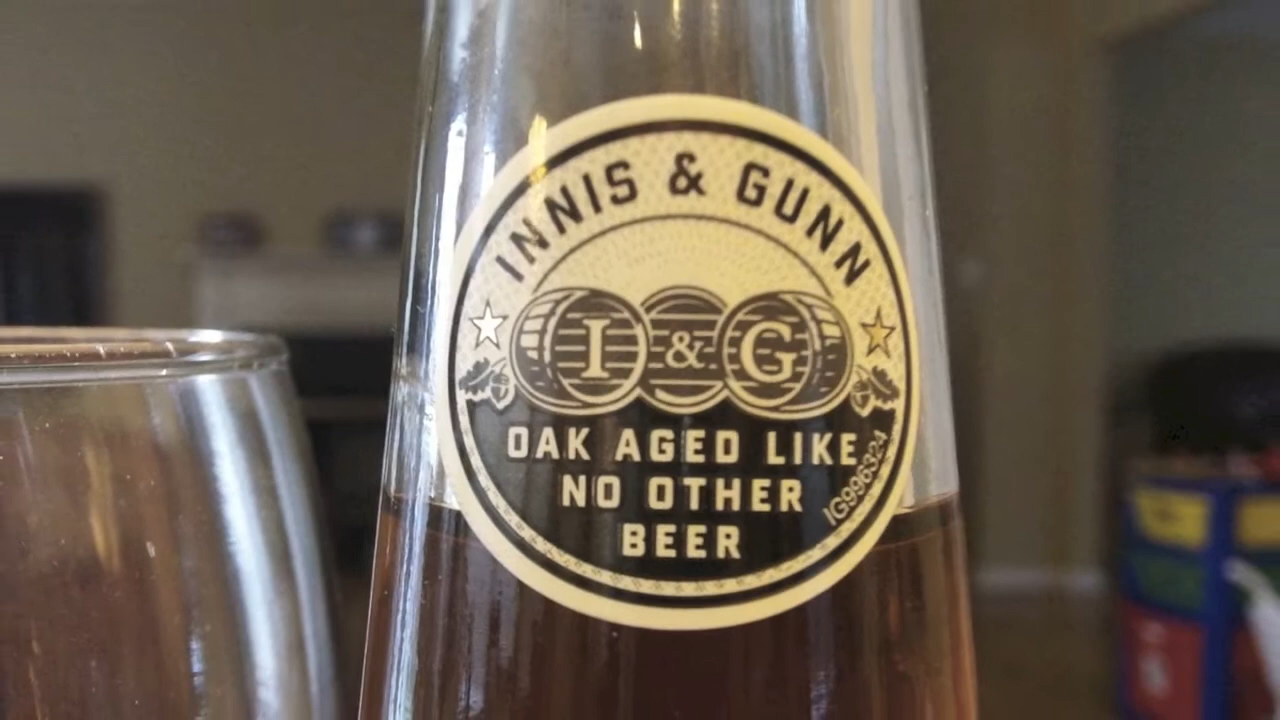 INNIS & GUNN
I & G
OAK AGED LIKE
NO OTHER
BEER
IG996324